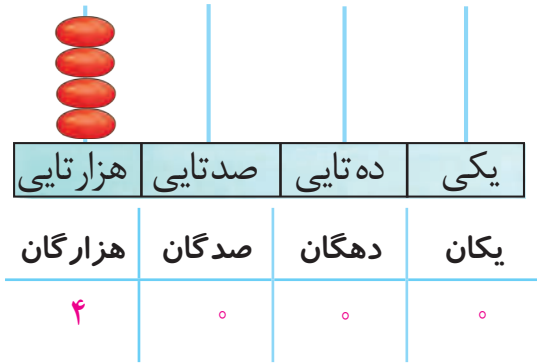 یکی ده تایی صدتایی هزارتایی
یکان دهگان صدگان هزارگان
۰ ۰ ۰ ۴